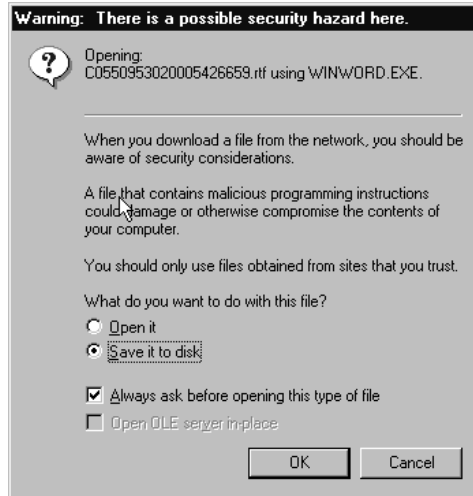 Warning: There is a possible security hazard here.
Opening:
C0550953020005426659.rtf using WINWORD.EXE.
When you download a file from the network, you should be
aware of security considerations.
A file that contains malicious programming instructions
could damage or otherwise compromise the contents of
your computer.
You should only use files obtained from sites that you trust.
What do you want to do with this file?
Open it
Save it to disk
Always ask before opening this type of file
Open OLE server in-place
OK Cancel